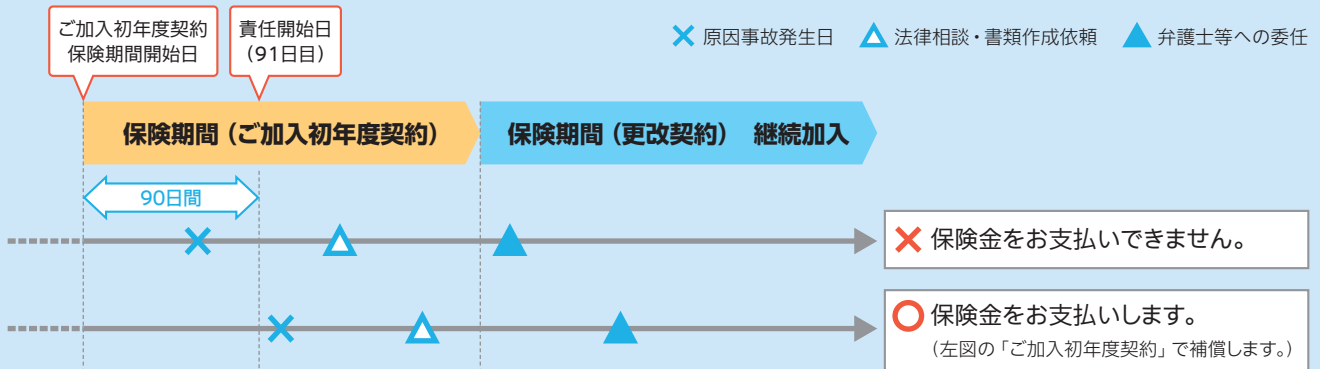 ご加入初年度契約
保険期間開始日
責任開始日
(91日目)
原因事故発生日
法律相談・書類作成依頼
弁護士等への委任
保険期間(ご加入初年度契約)
保険期間(更改契約) 継続加入
90日間
保険金をお支払いできません。
保険金をお支払いします。
(左図の「ご加入初年度契約」で補償します。)